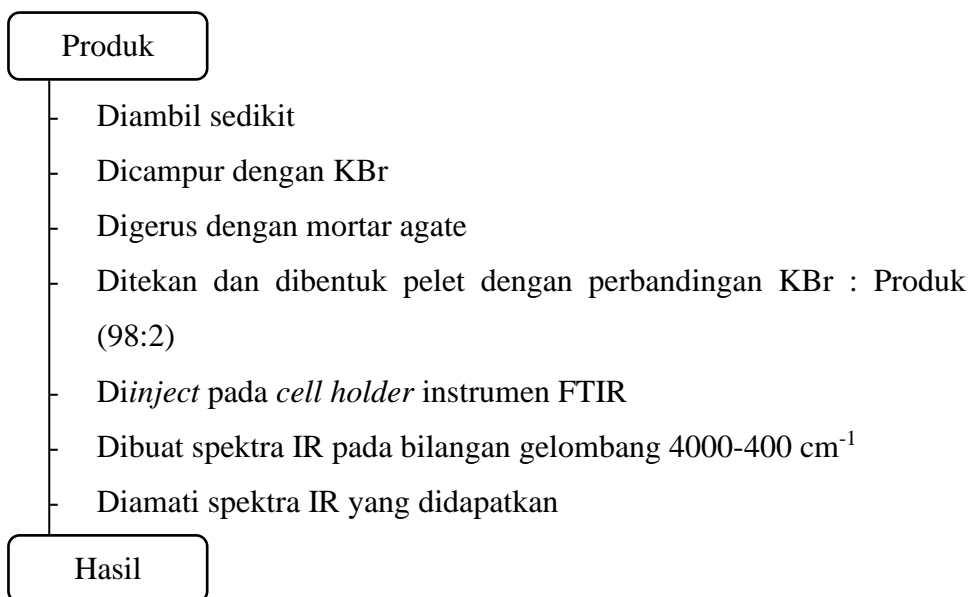 Produk
- Diambil sedikit
- Dicampur dengan KBr
- Digerus dengan mortar agate
- Ditekan dan dibentuk pelet dengan perbandingan KBr : Produk
(98:2)
- Diinject pada cell holder instrumen FTIR
- Dibuat spektra IR pada bilangan gelombang 4000-400 cm⁻¹
- Diamati spektra IR yang didapatkan
Hasil